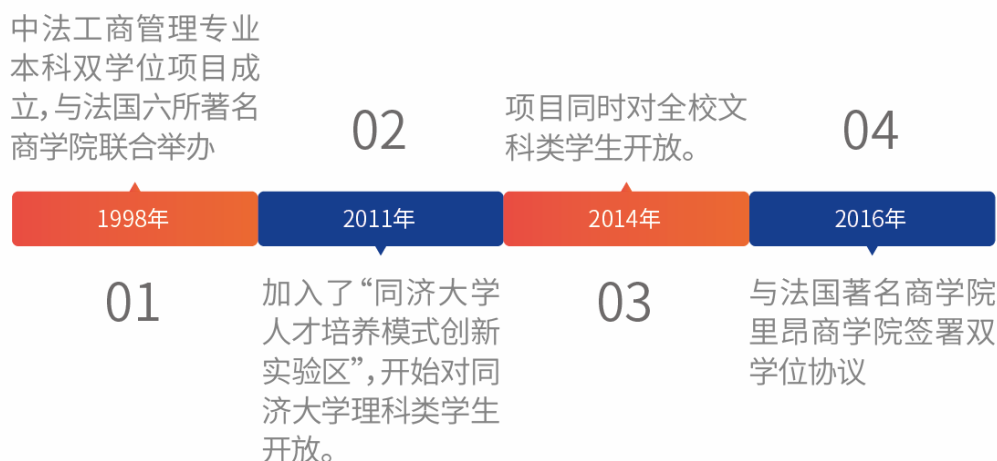 中法工商管理专业
本科双学位项目成
立，与法国六所著名
商学院联合举办
1998年
01
02
2011年
加入了“同济大学
人才培养模式创新
实验区”，开始对同
济大学理科类学生
开放。
项目同时对全校文
科类学生开放。
2014年
03
04
2016年
与法国著名商学院
里昂商学院签署双
学位协议